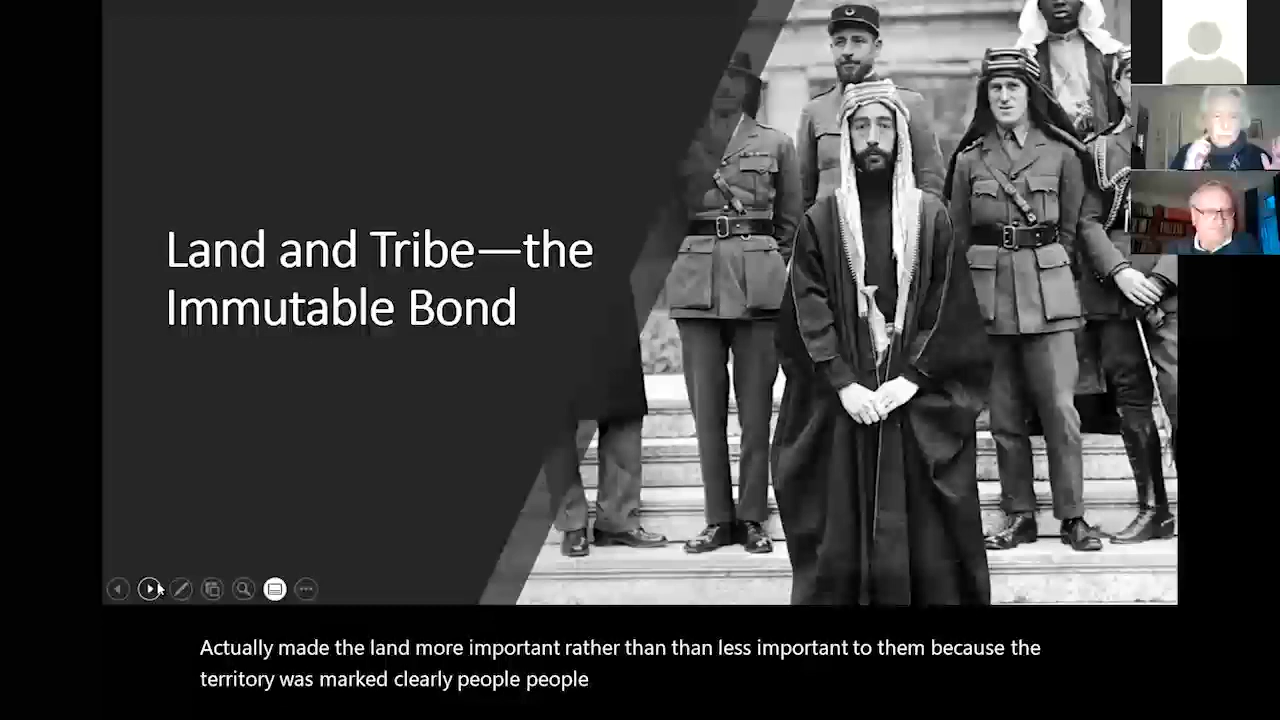 Land and Tribe—the
Immutable Bond
Actually made the land more important rather than than less important to them because the
territory was marked clearly people people